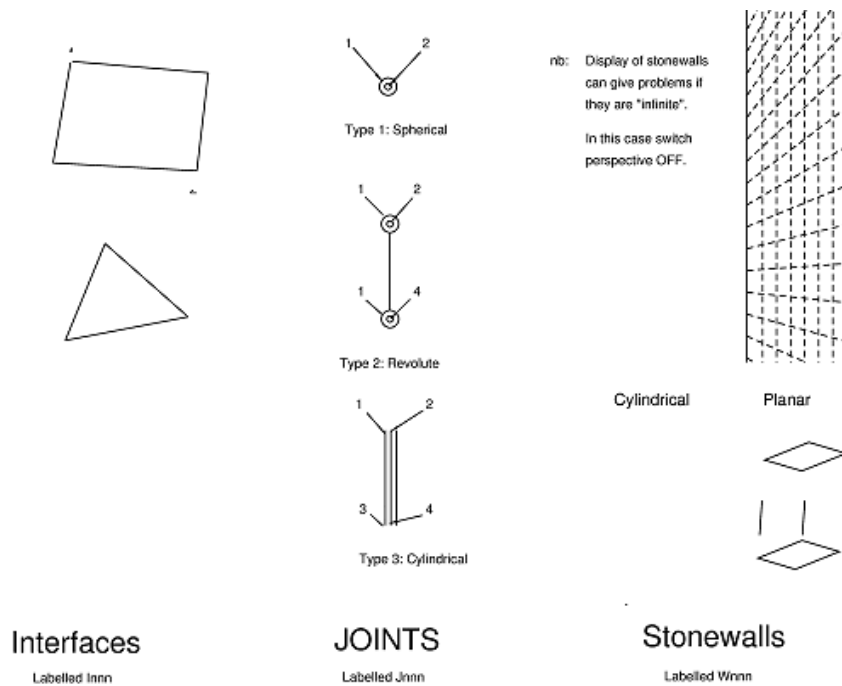 1 2
Type 1: Spherical
nb: Display of stonewalls
can give problems if
they are "infinite".
In this case switch
perspective OFF.
1 2
1 4
Type 2: Revolute
1 2
3 4
Type 3: Cylindrical
Cylindrical Planar
Interfaces
Labelled Innn
JOINTS
Labelled Jnnn
Stonewalls
Labelled Wnnn